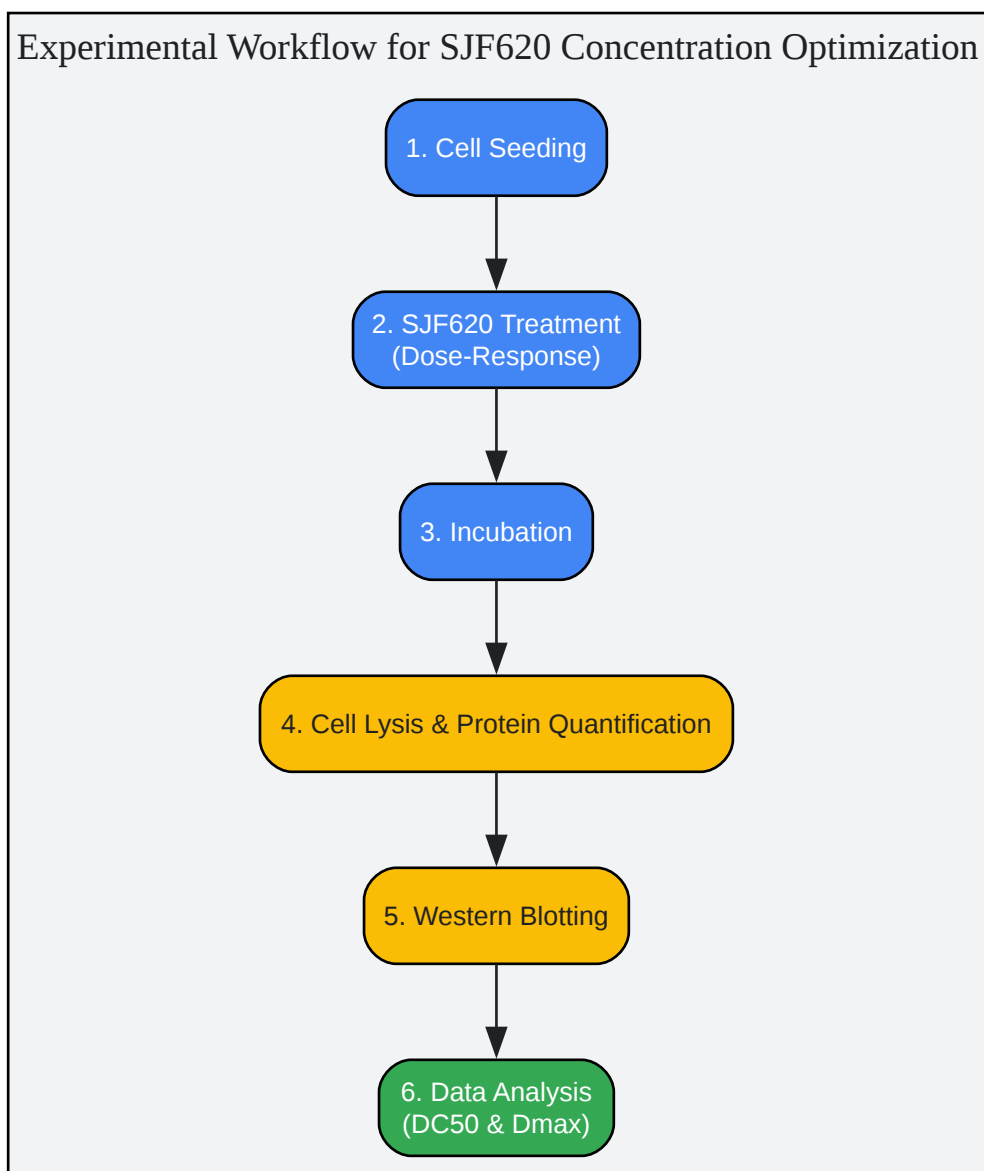 Experimental Workflow for SJF620 Concentration Optimization
1. Cell Seeding
2. SJF620 Treatment
(Dose-Response)
3. Incubation
4. Cell Lysis & Protein Quantification
5. Western Blotting
6. Data Analysis
(DC50 & Dmax)